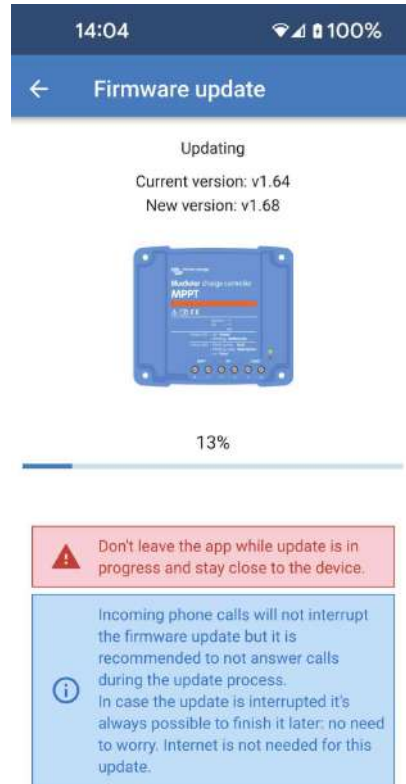 14:04
100%
Firmware update
Updating
Current version: v1.64
New version: v1.68
BlueSolar charge controller
MPPT
13%
Don't leave the app while update is in
progress and stay close to the device.
Incoming phone calls will not interrupt
the firmware update but it is
recommended to not answer calls
during the update process.
In case the update is interrupted it's
always possible to finish it later: no need
to worry. Internet is not needed for this
update.